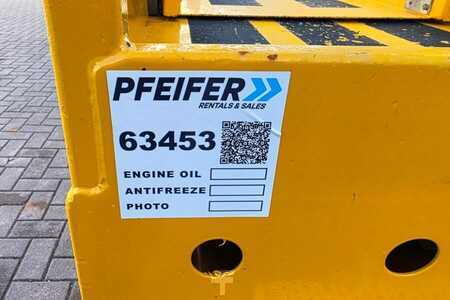 PFEIFER
RENTALS & SALES
63453
ENGINE OIL
ANTIFREEZE
PHOTO